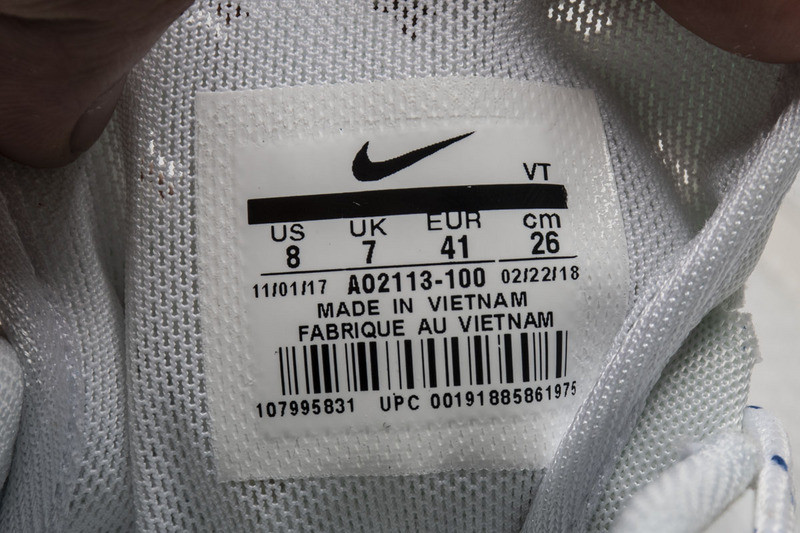 VT
US UK EUR cm
8 7 41 26
11/01/17 AO2113-100 02/22/18
MADE IN VIETNAM
FABRIQUE AU VIETNAM
107995831 UPC 00191885861975